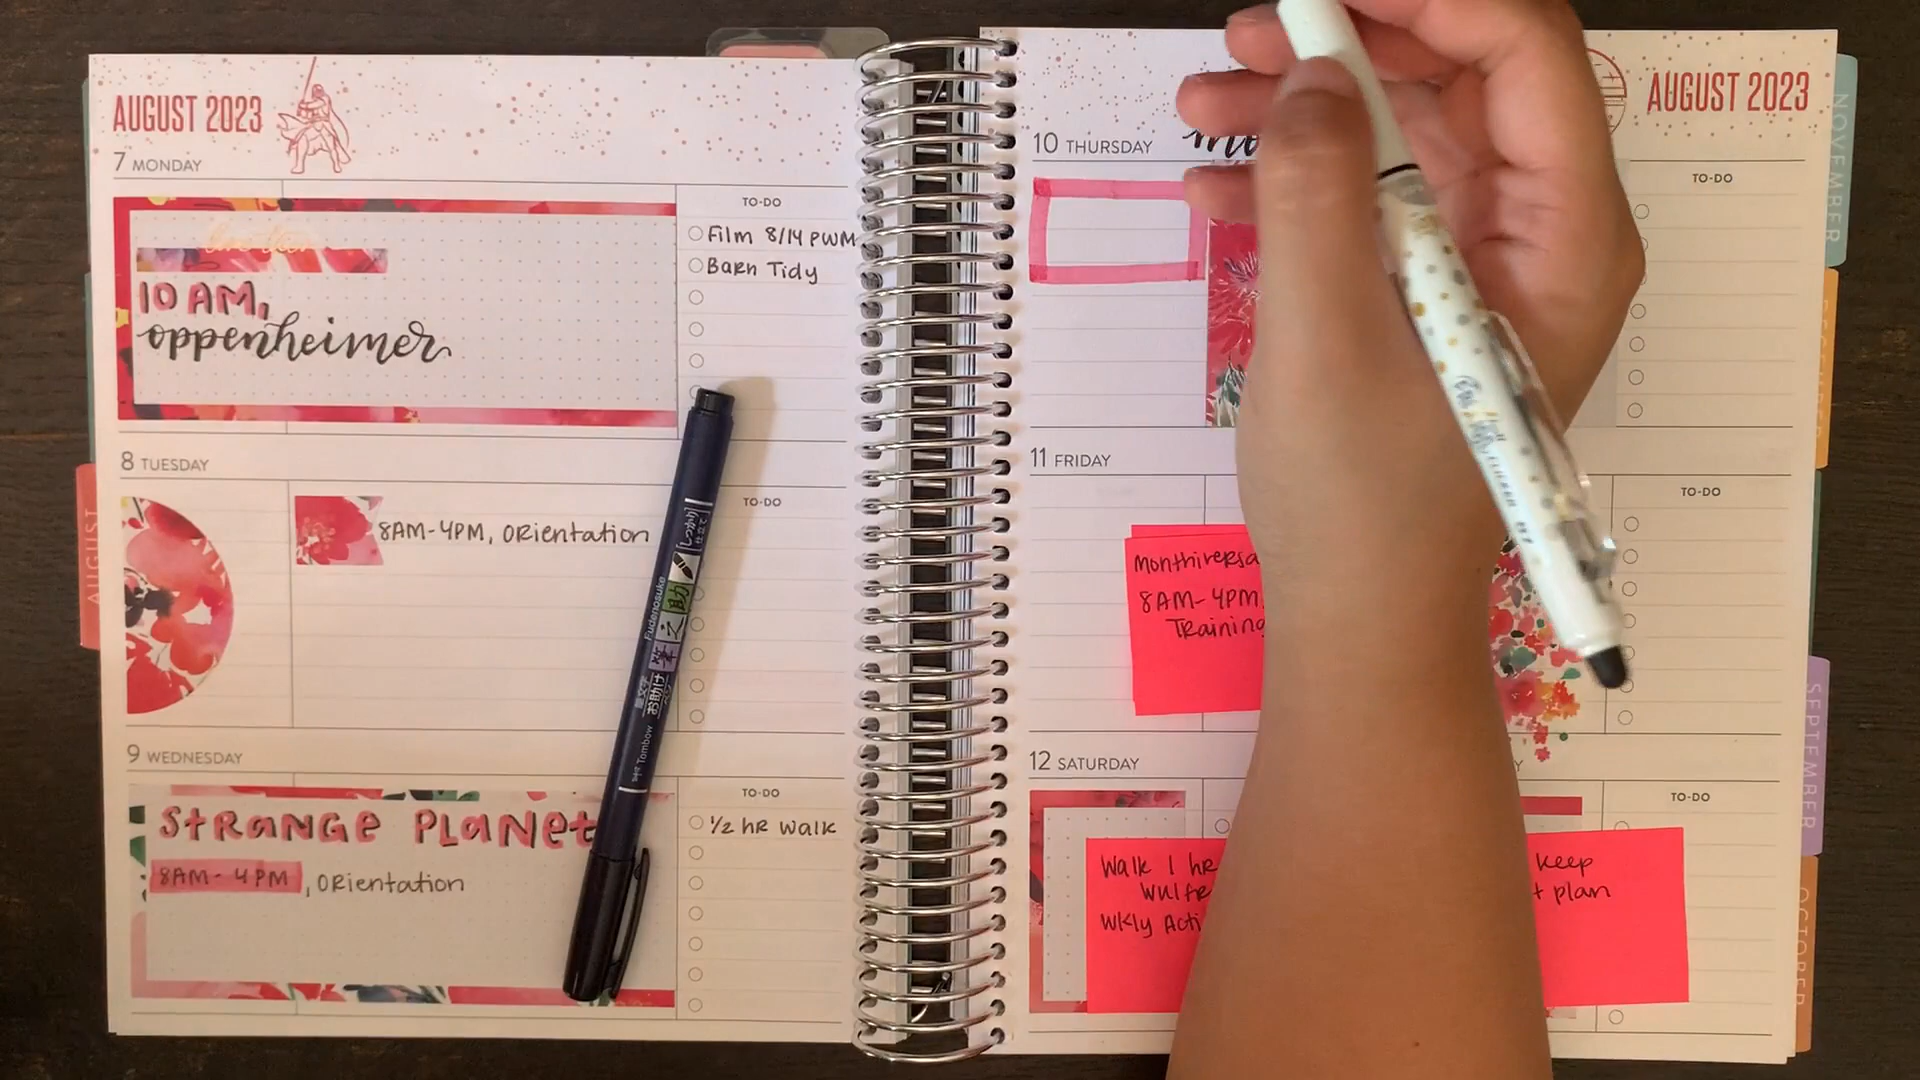 AUGUST 2023
7 MONDAY
TO-DO
Film 8/14 PWM
Barn Tidy
10 AM,
oppenheimer
8 TUESDAY
TO-DO
8AM-4PM, Orientation
9 WEDNESDAY
TO-DO
STRANGE PLANET
8AM-4PM, Orientation
1/2 hr walk
AUGUST
Fudenosuke
Tombow
10 THURSDAY
AUGUST 2023
TO-DO
11 FRIDAY
TO-DO
8AM-4PM
Training
12 SATURDAY
TO-DO
Walk 1 hr
keep
plan
NOVEMBER
SEPTEMBER
OCTOBER